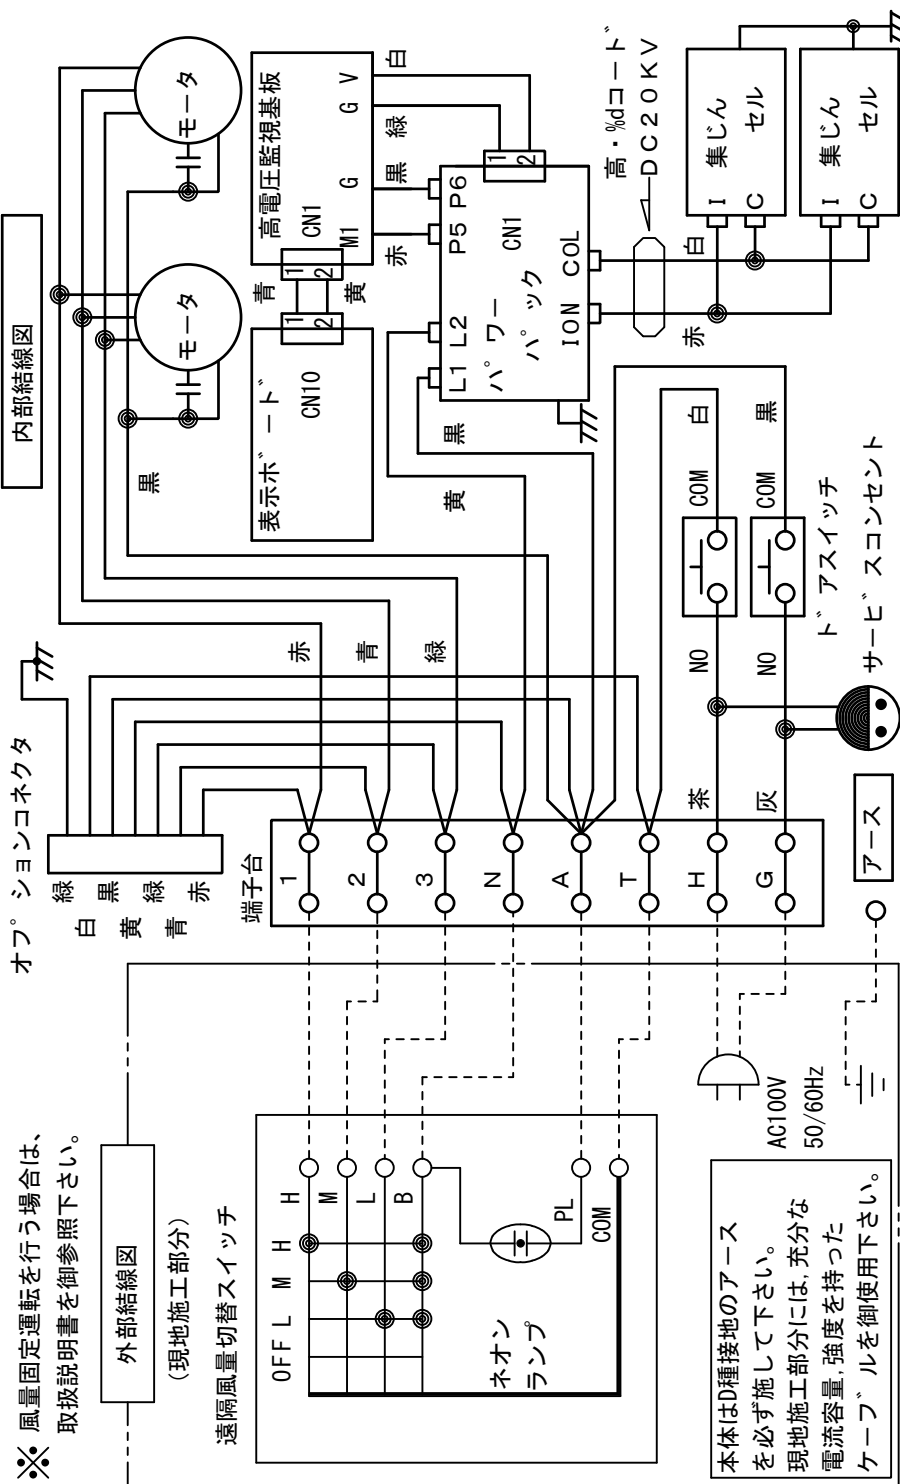 ※ 風量固定運転を行う場合は、
取扱説明書を御参照下さい。
外部結線図
(現地施工部分)
遠隔風量切替スイッチ
OFF L M H
H
M
L
B
ネオン
ランプ
PL
COM
AC100V
50/60Hz
本体はD種接地のアース
を必ず施して下さい。
現地施工部分には,充分な
電流容量,強度を持った
ケーブルを御使用下さい。
オプションコネクタ
緑
白
黒
黄
緑
青
赤
端子台
1
2
3
N
A
T
H
G
アース
内部結線図
モータ
モータ
黒
赤
青
緑
表示ボード
CN10
1
2
青
黄
1
2
高電圧監視基板
CN1
M1
G
G
V
赤
黒
緑
白
黄
黒
L1
L2
P5
P6
パワー
パック
CN1
1
2
ION
COL
高・%dコード
DC20KV
赤
白
I
C
集じん
セル
I
C
集じん
セル
白
黒
COM
COM
NO
NO
ドアスイッチ
茶
灰
サービスコンセント